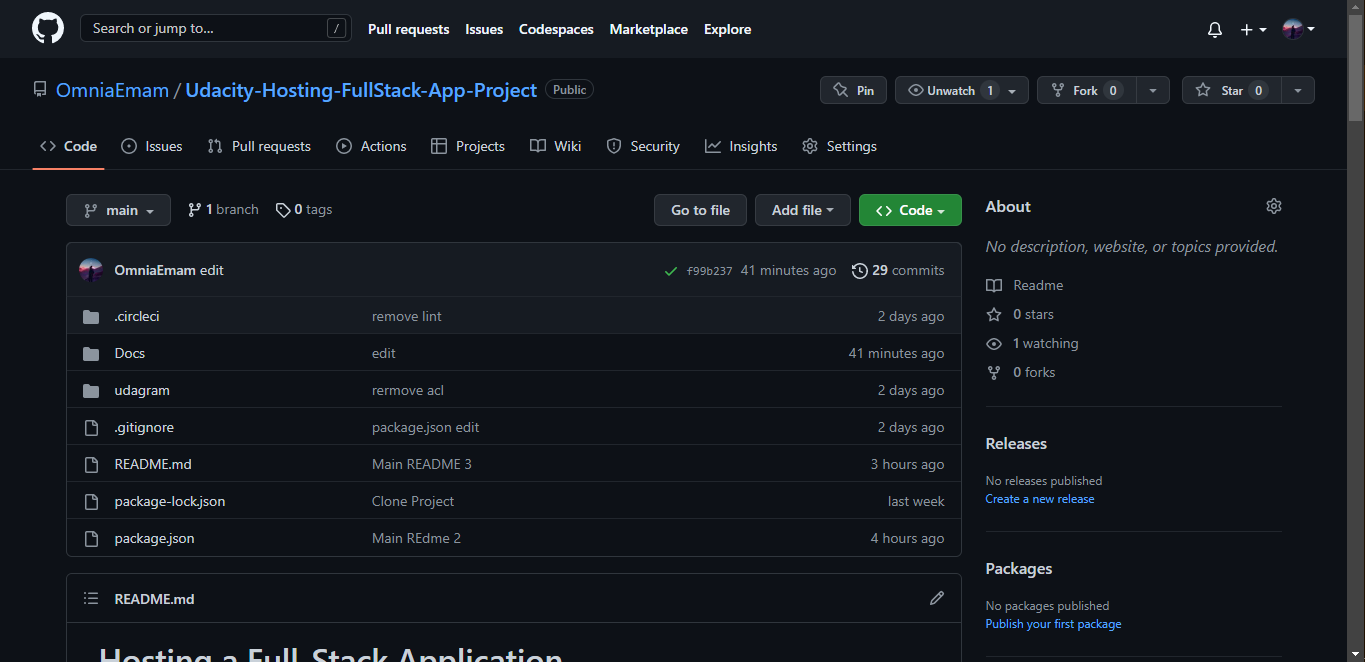 Search or jump to... /
Pull requests Issues Codespaces Marketplace Explore
OmniaEmam / Udacity-Hosting-FullStack-App-Project Public
Pin Unwatch 1 Fork 0 Star 0
Code Issues Pull requests Actions Projects Wiki Security Insights Settings
main 1 branch 0 tags Go to file Add file Code
OmniaEmam edit f99b237 41 minutes ago 29 commits
.circleci remove lint 2 days ago
Docs edit 41 minutes ago
udagram rermove acl 2 days ago
.gitignore package.json edit 2 days ago
README.md Main README 3 3 hours ago
package-lock.json Clone Project last week
package.json Main REdme 2 4 hours ago
README.md
Hosting a Full-Stack Application
About
No description, website, or topics provided.
Readme
0 stars
1 watching
0 forks
Releases
No releases published
Create a new release
Packages
No packages published
Publish your first package